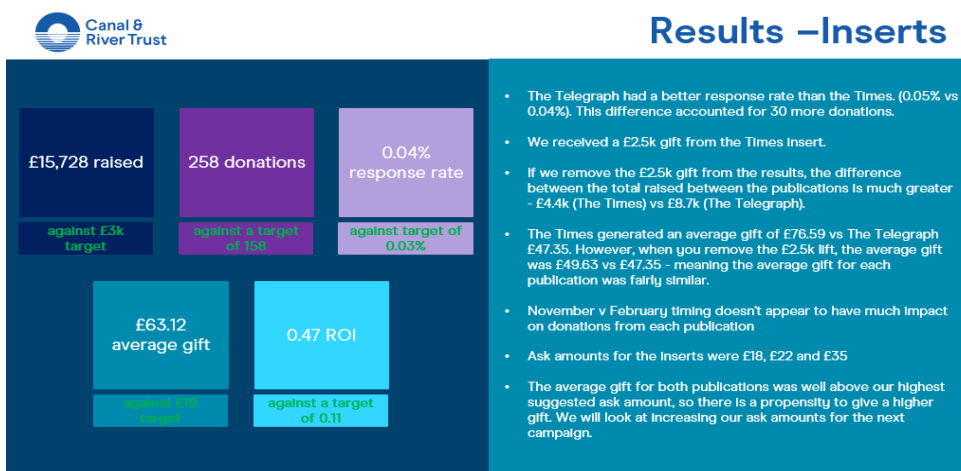 Canal &
River Trust
Results –Inserts
£15,728 raised
against £3k
target
258 donations
against a target
of 158
0.04%
response rate
against target of
0.03%
£63.12
average gift
against £19
target
0.47 ROI
against a target
of 0.11
• The Telegraph had a better response rate than the Times. (0.05% vs
0.04%). This difference accounted for 30 more donations.
• We received a £2.5k gift from the Times insert.
• If we remove the £2.5k gift from the results, the difference
between the total raised between the publications is much greater
- £4.4k (The Times) vs £8.7k (The Telegraph).
• The Times generated an average gift of £76.59 vs The Telegraph
£47.35. However, when you remove the £2.5k lift, the average gift
was £49.63 vs £47.35 - meaning the average gift for each
publication was fairly similar.
• November v February timing doesn't appear to have much impact
on donations from each publication
• Ask amounts for the inserts were £18, £22 and £35
• The average gift for both publications was well above our highest
suggested ask amount, so there is a propensity to give a higher
gift. We will look at increasing our ask amounts for the next
campaign.